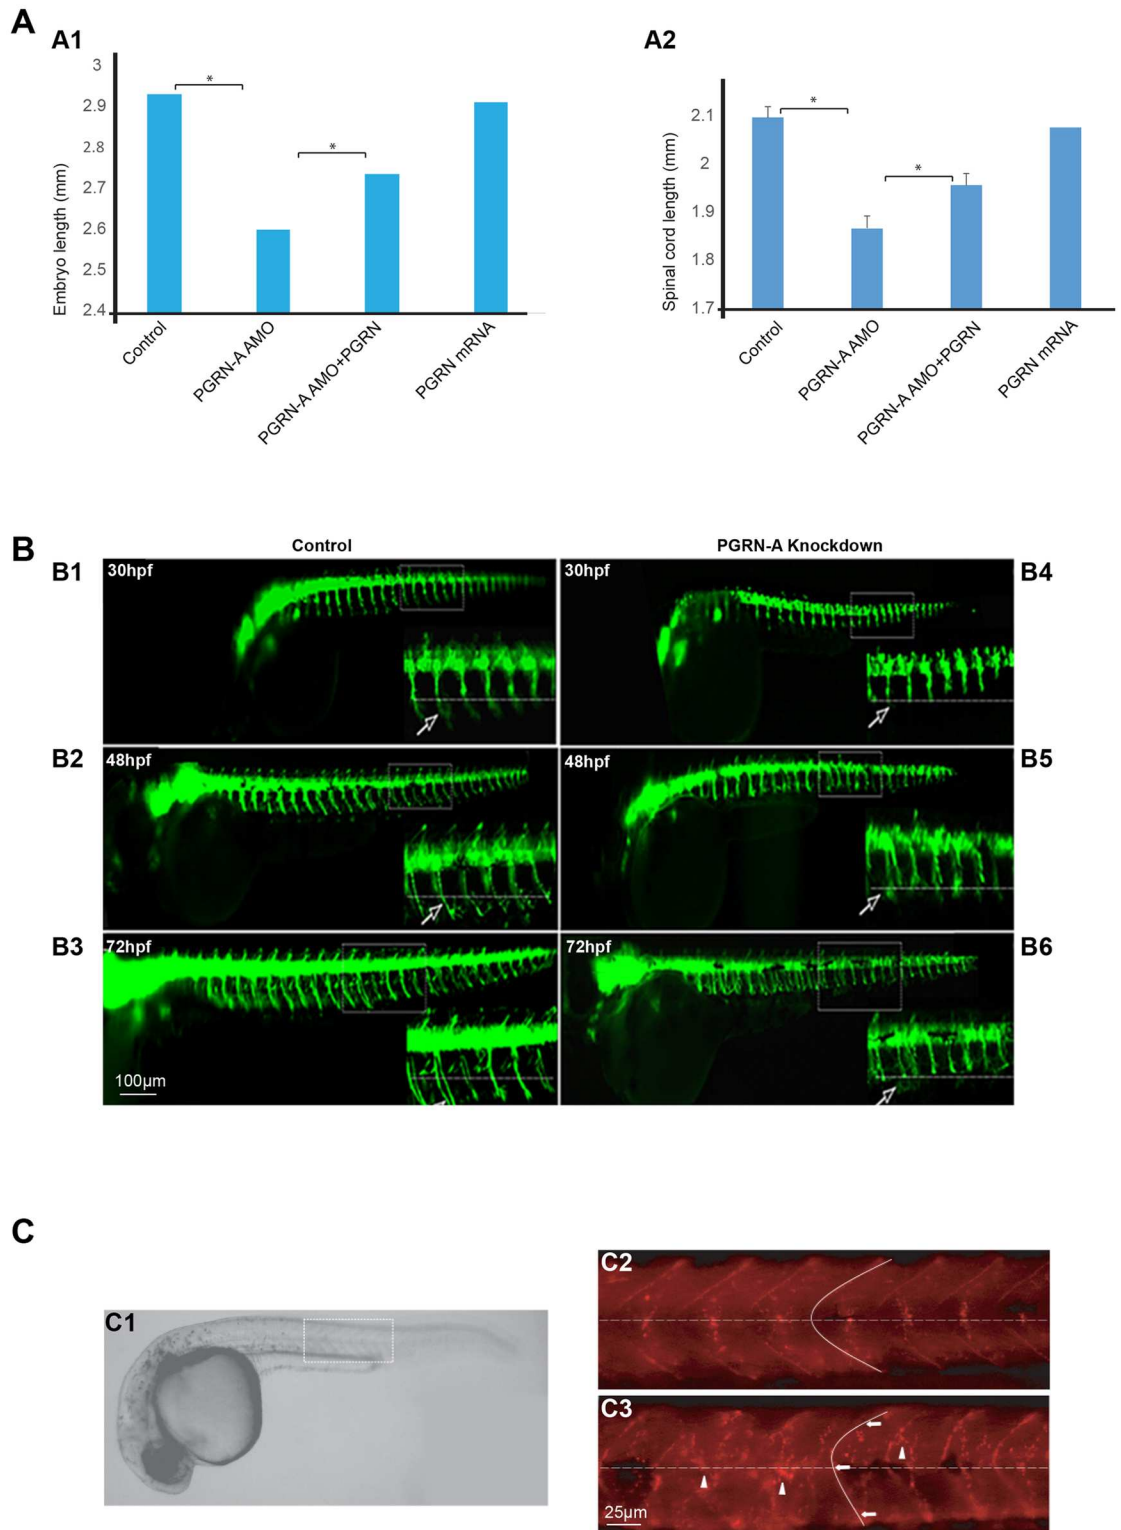 A
A1
Embryo length (mm)
3
2.9
2.8
2.7
2.6
2.5
2.4
*
*
Control
PGRN-A AMO
PGRN-A AMO+PGRN
PGRN mRNA
A2
Spinal cord length (mm)
2.1
2
1.9
1.8
1.7
*
*
Control
PGRN-A AMO
PGRN-A AMO+PGRN
PGRN mRNA
B
Control
PGRN-A Knockdown
B1
30hpf
30hpf
B4
B2
48hpf
48hpf
B5
B3
72hpf
72hpf
B6
100µm
C
C1
C2
C3
25µm